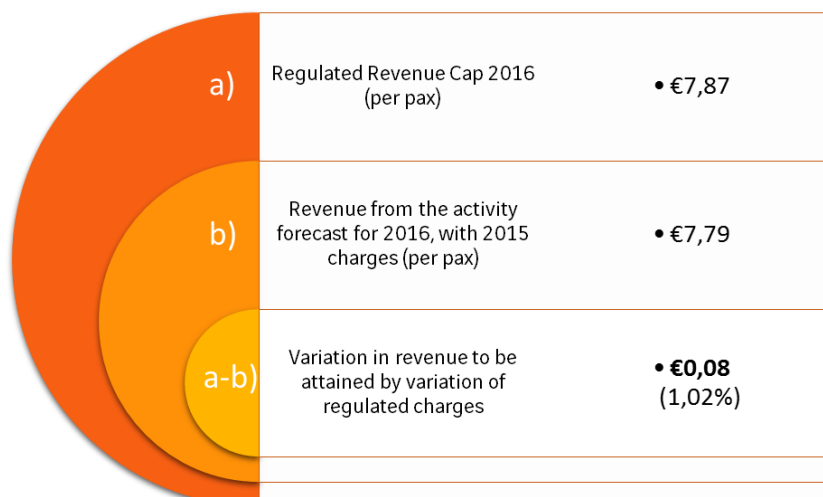 a)
Regulated Revenue Cap 2016
(per pax)
• €7,87
b)
Revenue from the activity
forecast for 2016, with 2015
charges (per pax)
• €7,79
a-b)
Variation in revenue to be
attained by variation of
regulated charges
• €0,08
(1,02%)